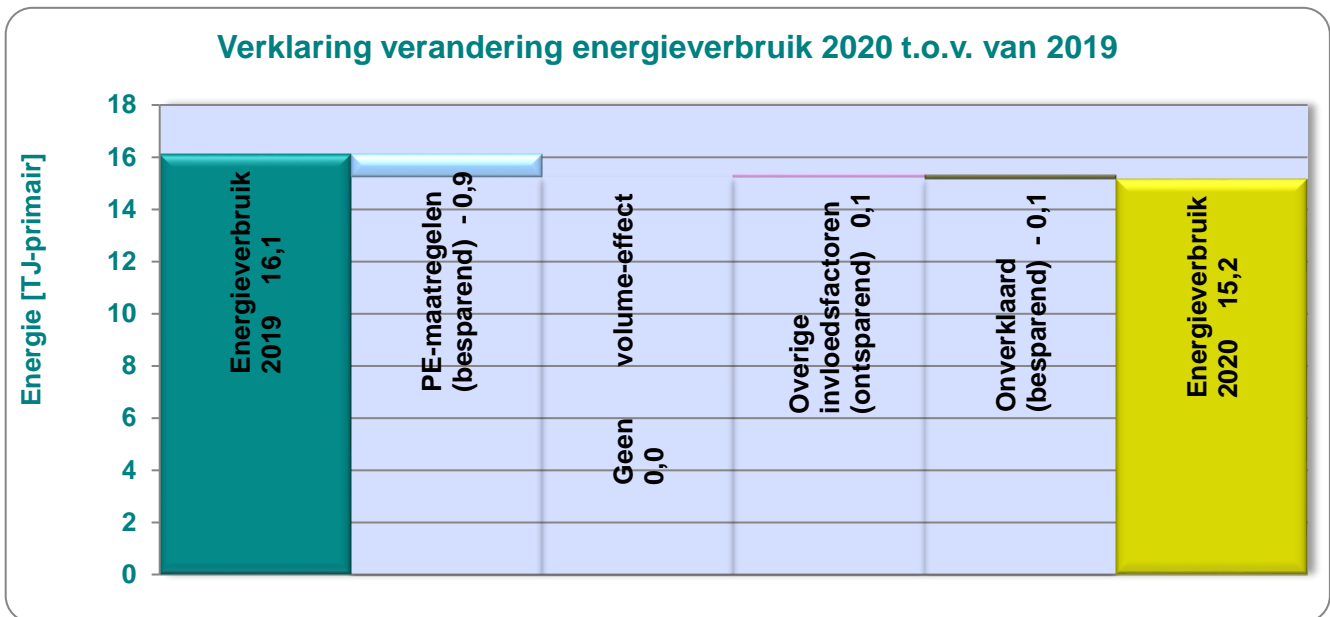 Verklaring verandering energieverbruik 2020 t.o.v. van 2019
Energie [TJ-primair]
18
16
14
12
10
8
6
4
2
0
Energieverbruik
2019 16,1
PE-maatregelen
(besparend) - 0,9
Geen volume-effect
0,0
Overige
invloedsfactoren
(ontsparend) 0,1
Onverklaard
(besparend) - 0,1
Energieverbruik
2020 15,2